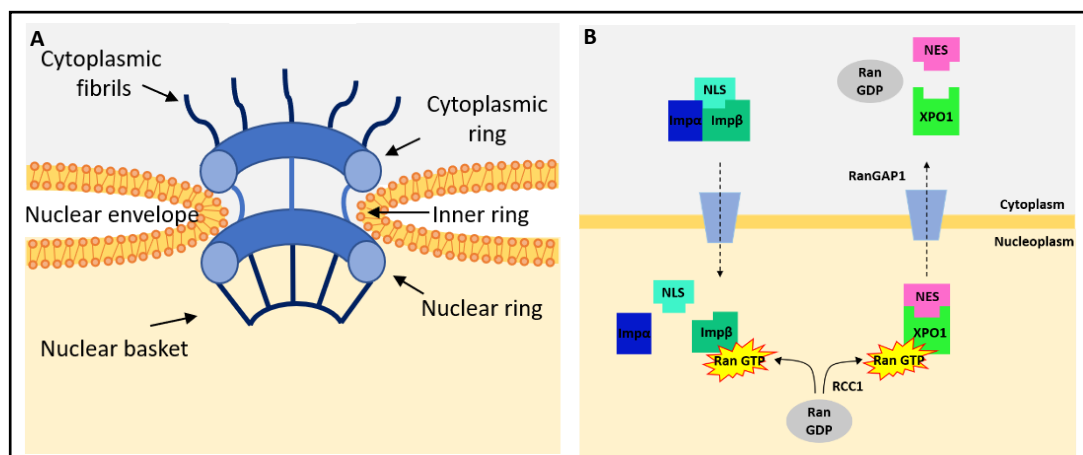 A
Cytoplasmic
fibrils
Cytoplasmic
ring
Nuclear envelope
Inner ring
Nuclear ring
Nuclear basket
B
NES
Ran
GDP
NLS
Impα
Impβ
XPO1
RanGAP1
Cytoplasm
Nucleoplasm
NLS
NES
Impα
Impβ
XPO1
Ran GTP
Ran GTP
RCC1
Ran
GDP